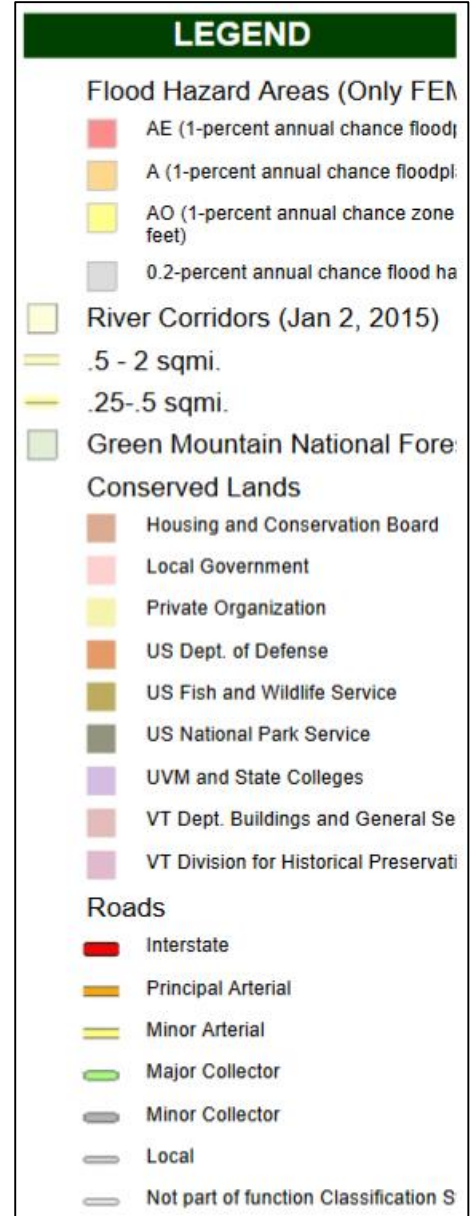 LEGEND
Flood Hazard Areas (Only FEM
AE (1-percent annual chance floodp
A (1-percent annual chance floodpl
AO (1-percent annual chance zone
feet)
0.2-percent annual chance flood ha
River Corridors (Jan 2, 2015)
.5 - 2 sqmi.
.25-.5 sqmi.
Green Mountain National Fore
Conserved Lands
Housing and Conservation Board
Local Government
Private Organization
US Dept. of Defense
US Fish and Wildlife Service
US National Park Service
UVM and State Colleges
VT Dept. Buildings and General Se
VT Division for Historical Preservati
Roads
Interstate
Principal Arterial
Minor Arterial
Major Collector
Minor Collector
Local
Not part of function Classification S